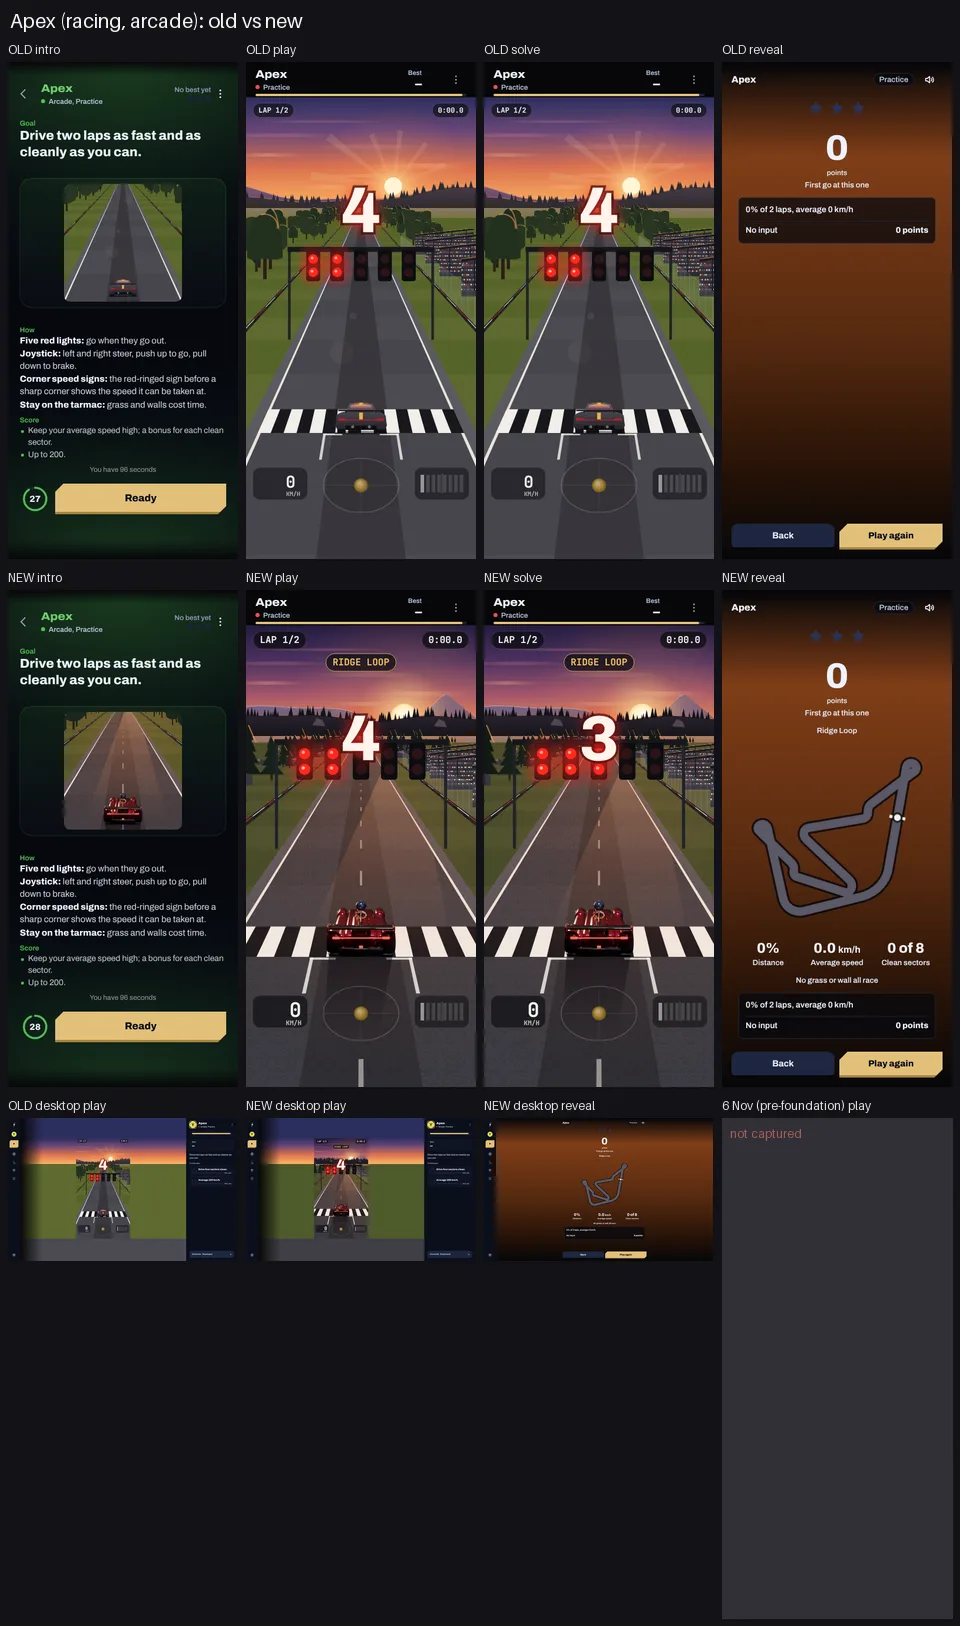 Apex (racing, arcade): old vs new
OLD intro
OLD play
OLD solve
OLD reveal
Apex
Arcade, Practice
No best yet
Goal
Drive two laps as fast and as
cleanly as you can.
How
Five red lights: go when they go out.
Joystick: left and right steer, push up to go, pull
down to brake.
Corner speed signs: the red-ringed sign before a
sharp corner shows the speed it can be taken at.
Stay on the tarmac: grass and walls cost time.
Score
Keep your average speed high; a bonus for each clean
sector.
Up to 200.
You have 96 seconds
27
Ready
Apex
Practice
Best
LAP 1/2
0:00.0
4
0
KM/H
Apex
Practice
Best
LAP 1/2
0:00.0
4
0
KM/H
Apex
Practice
0
points
First go at this one
0% of 2 laps, average 0 km/h
No input
0 points
Back
Play again
NEW intro
NEW play
NEW solve
NEW reveal
Apex
Arcade, Practice
No best yet
Goal
Drive two laps as fast and as
cleanly as you can.
How
Five red lights: go when they go out.
Joystick: left and right steer, push up to go, pull
down to brake.
Corner speed signs: the red-ringed sign before a
sharp corner shows the speed it can be taken at.
Stay on the tarmac: grass and walls cost time.
Score
Keep your average speed high; a bonus for each clean
sector.
Up to 200.
You have 96 seconds
28
Ready
Apex
Practice
Best
LAP 1/2
0:00.0
RIDGE LOOP
4
0
KM/H
Apex
Practice
Best
LAP 1/2
0:00.0
RIDGE LOOP
3
0
KM/H
Apex
Practice
0
points
First go at this one
Ridge Loop
0%
Distance
0.0 km/h
Average speed
0 of 8
Clean sectors
No grass or wall all race
0% of 2 laps, average 0 km/h
No input
0 points
Back
Play again
OLD desktop play
NEW desktop play
NEW desktop reveal
6 Nov (pre-foundation) play
4
Apex
4
Apex
0
not captured